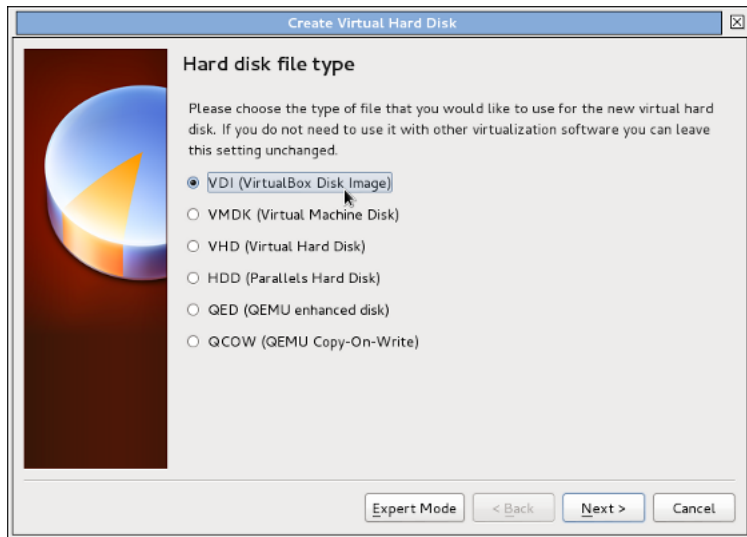 Create Virtual Hard Disk
Hard disk file type
Please choose the type of file that you would like to use for the new virtual hard
disk. If you do not need to use it with other virtualization software you can leave
this setting unchanged.
VDI (VirtualBox Disk Image)
VMDK (Virtual Machine Disk)
VHD (Virtual Hard Disk)
HDD (Parallels Hard Disk)
QED (QEMU enhanced disk)
QCOW (QEMU Copy-On-Write)
Expert Mode < Back Next > Cancel